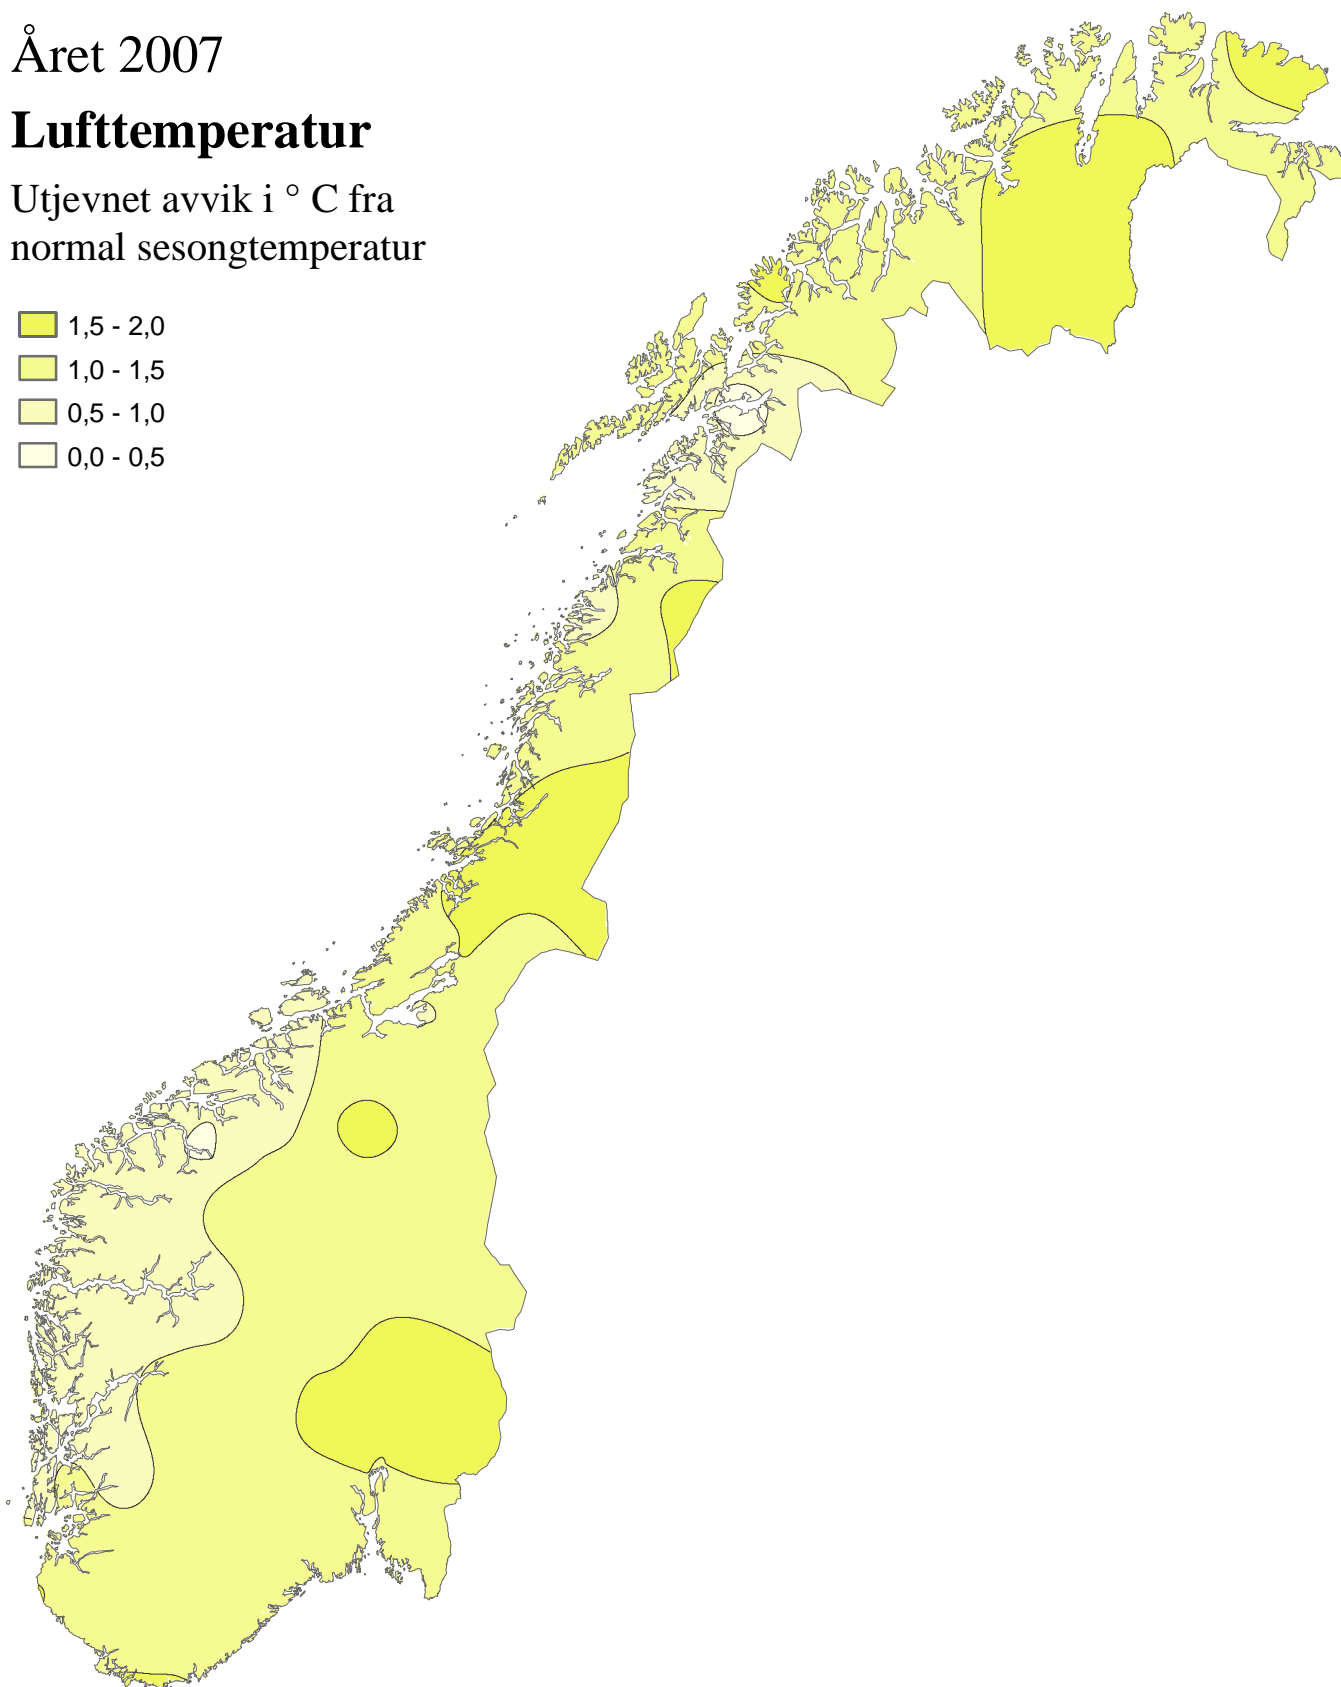 Året 2007
Lufttemperatur
Utjevnet avvik i ° C fra
normal sesongtemperatur
1,5 - 2,0
1,0 - 1,5
0,5 - 1,0
0,0 - 0,5